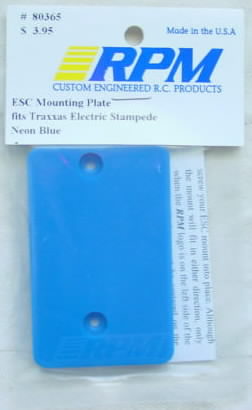 # 80365
$ 3.95
Made in the U.S.A
RPM
CUSTOM ENGINEERED R.C. PRODUCTS
ESC Mounting Plate
fits Traxxas Electric Stampede
Neon Blue
screw your ESC mount into place. Although
the mount will fit in either direction, only
when the RPM logo is on the left side of the
RPM